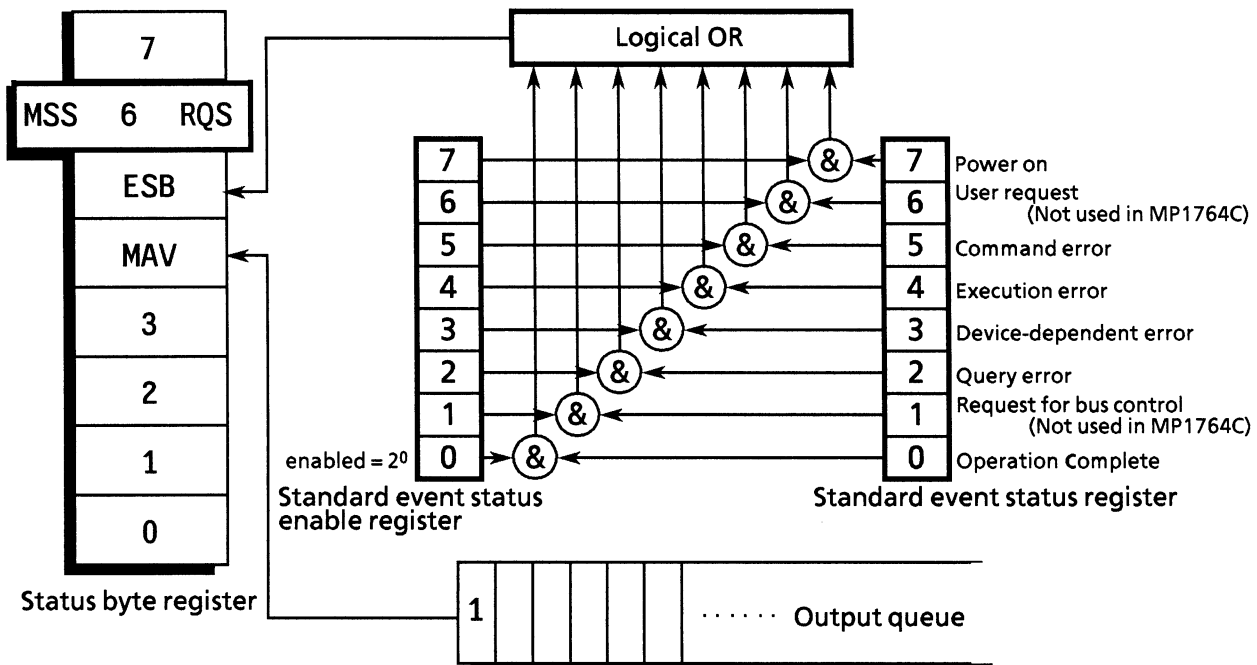 Logical OR
7
MSS 6 RQS
ESB
MAV
3
2
1
0
Status byte register
7
6
5
4
3
2
1
enabled = 2⁰ 0
Standard event status
enable register
&
&
&
&
&
&
&
&
7 Power on
6 User request
(Not used in MP1764C)
5 Command error
4 Execution error
3 Device-dependent error
2 Query error
1 Request for bus control
(Not used in MP1764C)
0 Operation Complete
Standard event status register
1 ...... Output queue